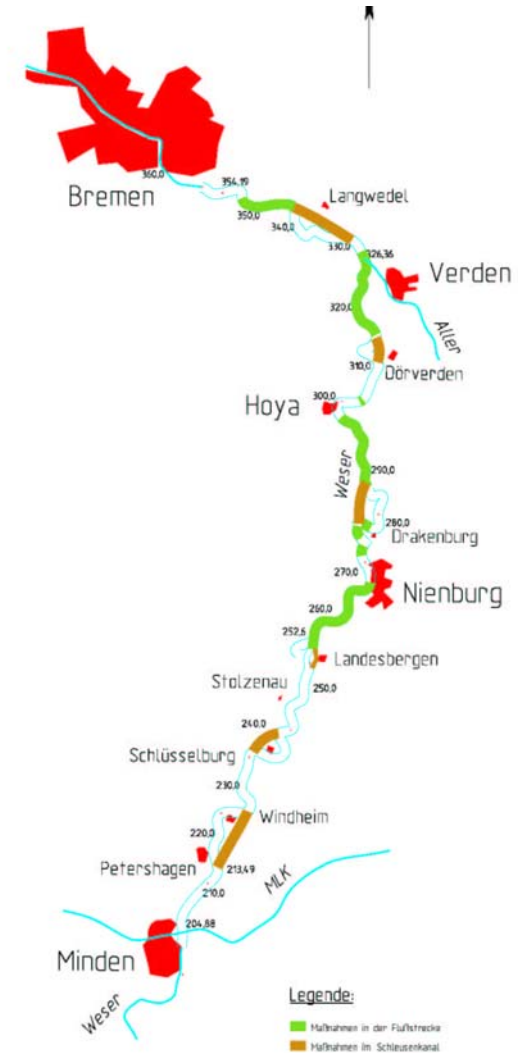 360,0
354,19
Langwedel
Bremen
350,0
340,0
330,0
326,36
Verden
320,0
Aller
310,0
Dörverden
300,0
Hoya
Weser
290,0
280,0
Drakenburg
270,0
Nienburg
260,0
252,6
Landesbergen
Stolzenau
250,0
240,0
Schlüsselburg
230,0
Windheim
220,0
Petershagen
213,49
MLK
210,0
204,88
Minden
Weser
Legende:
Maßnahmen in der Flußstrecke
Maßnahmen im Schleusenkanal